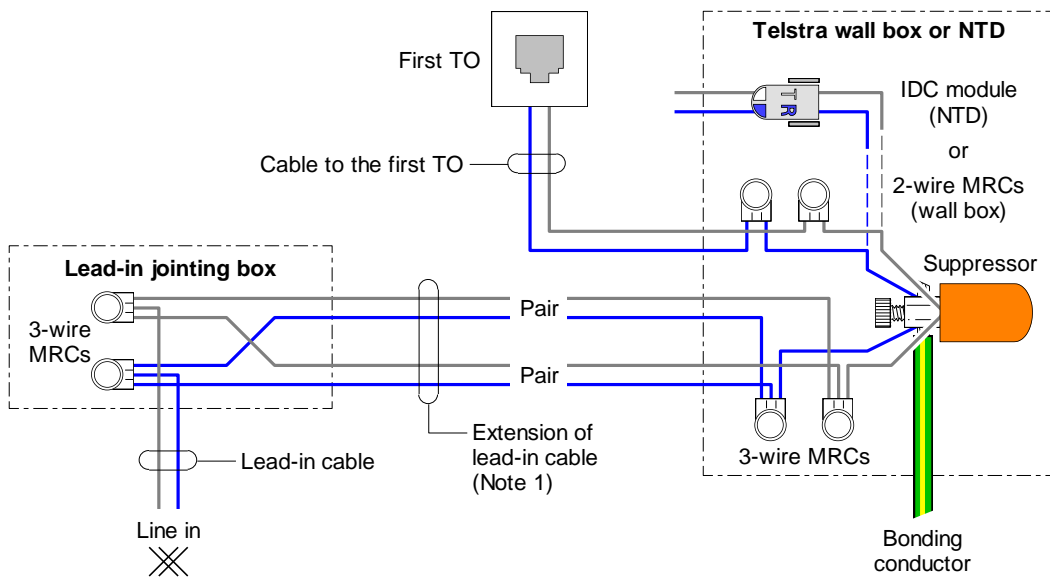 First TO
Telstra wall box or NTD
T R
IDC module
(NTD)
or
2-wire MRCs
(wall box)
Cable to the first TO
Suppressor
Lead-in jointing box
3-wire
MRCs
Pair
Pair
Extension of
lead-in cable
(Note 1)
3-wire MRCs
Lead-in cable
Line in
Bonding
conductor